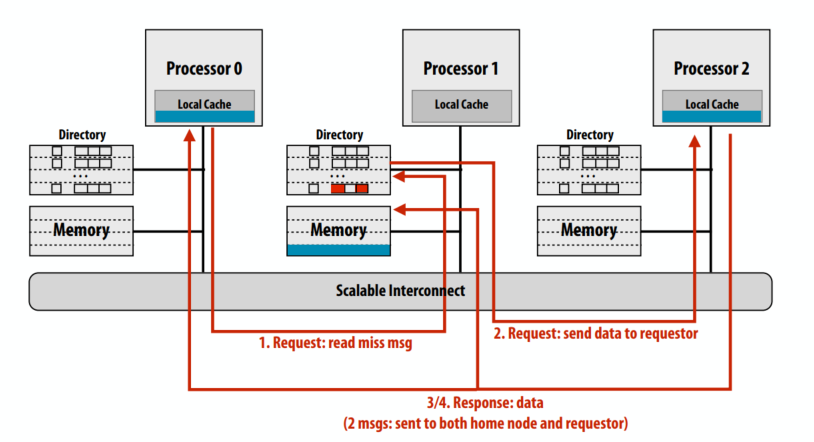 Processor 0
Processor 1
Processor 2
Local Cache
Local Cache
Local Cache
Directory
Directory
Directory
...
...
...
Memory
Memory
Memory
Scalable Interconnect
1. Request: read miss msg
2. Request: send data to requestor
3/4. Response: data
(2 msgs: sent to both home node and requestor)